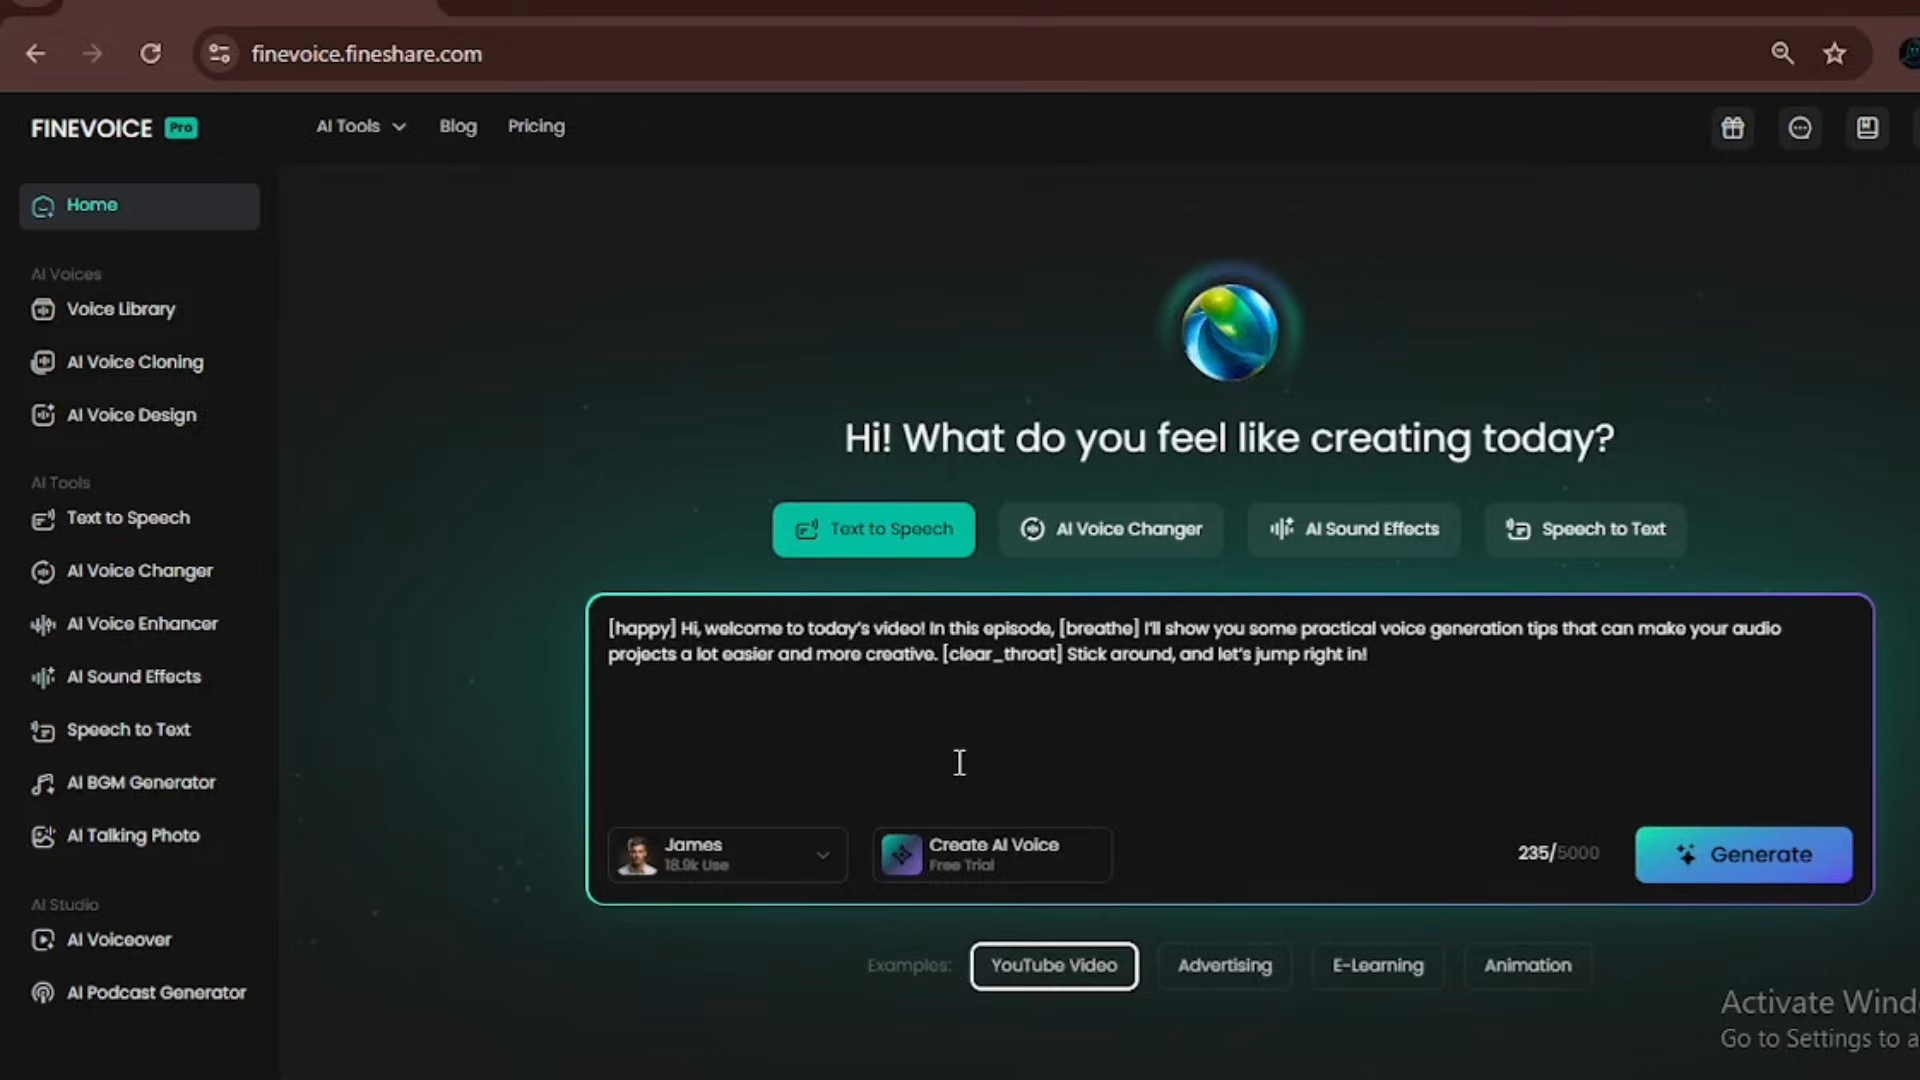 finevoice.fineshare.com
FINEVOICE Pro
AI Tools
Blog
Pricing
Home
AI Voices
Voice Library
AI Voice Cloning
AI Voice Design
AI Tools
Text to Speech
AI Voice Changer
AI Voice Enhancer
AI Sound Effects
Speech to Text
AI BGM Generator
AI Talking Photo
AI Studio
AI Voiceover
AI Podcast Generator
Hi! What do you feel like creating today?
Text to Speech
AI Voice Changer
AI Sound Effects
Speech to Text
[happy] Hi, welcome to today's video! In this episode, [breathe] I'll show you some practical voice generation tips that can make your audio
projects a lot easier and more creative. [clear_throat] Stick around, and let's jump right in!
James
18.9k Use
Create AI Voice
Free Trial
235/5000
Generate
Examples:
YouTube Video
Advertising
E-Learning
Animation
Activate Wind
Go to Settings to a